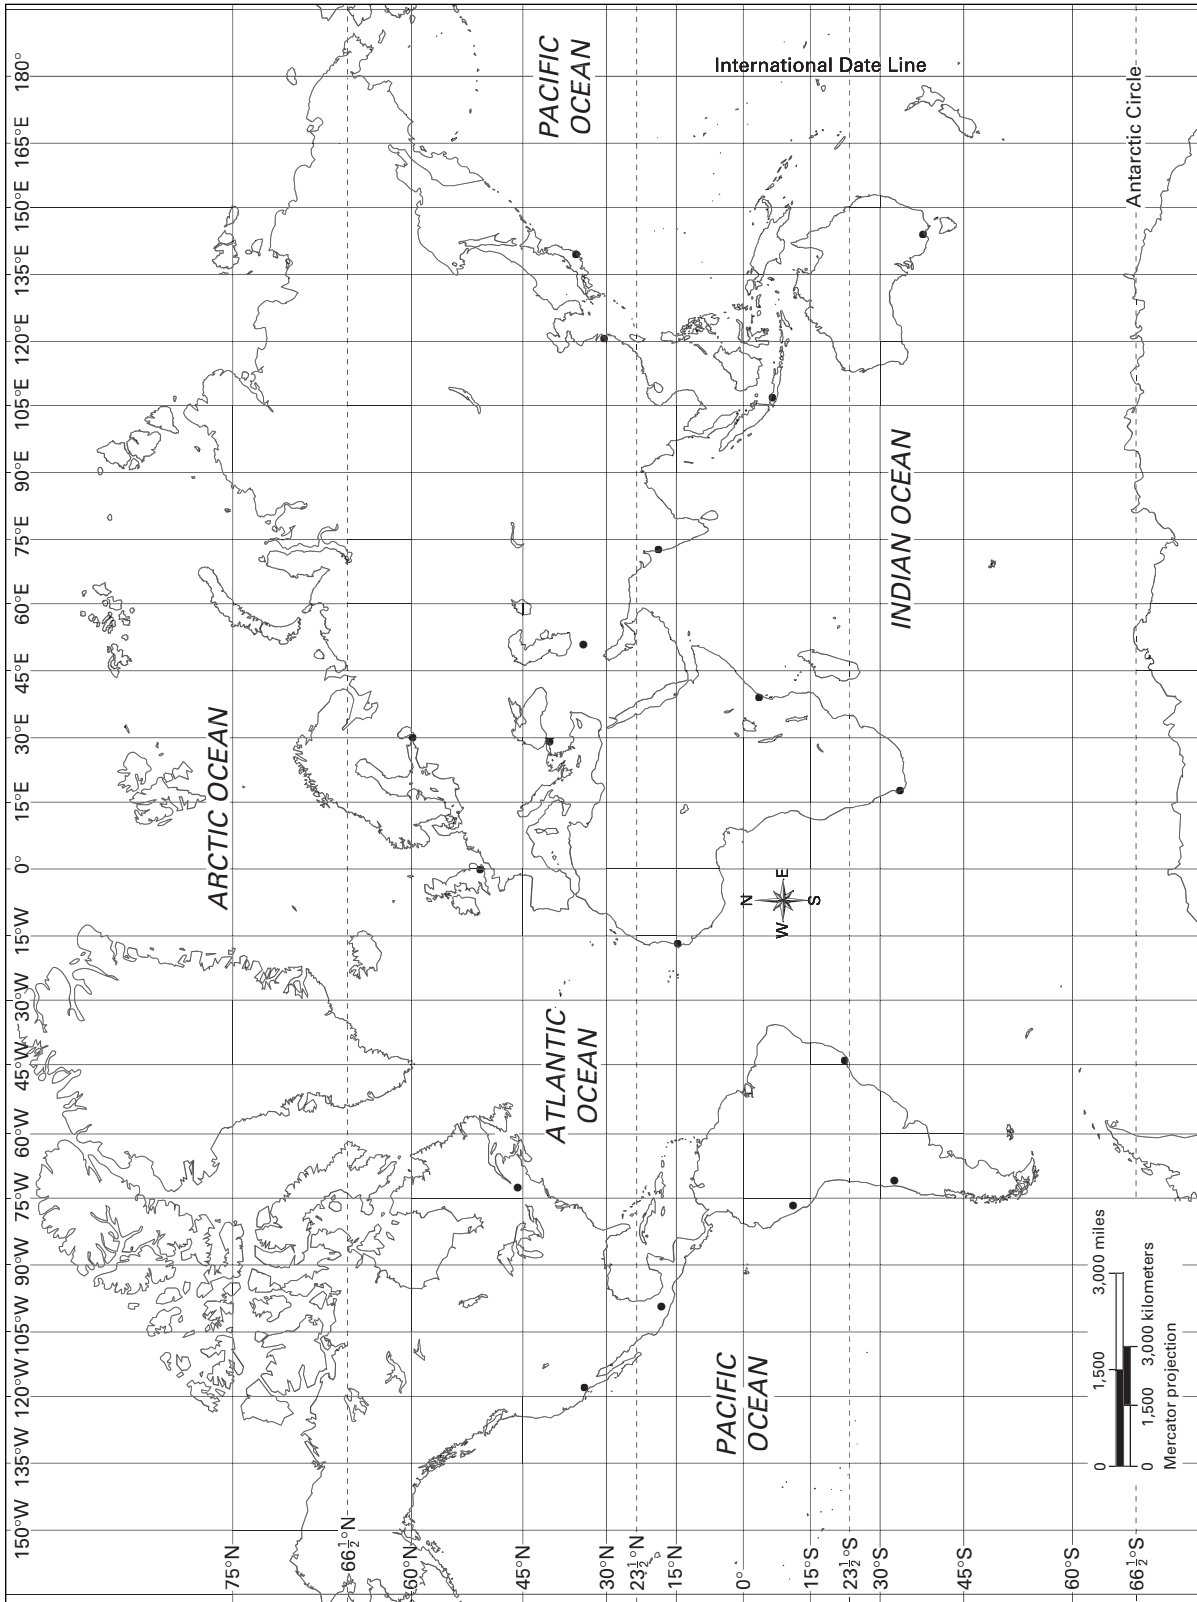 180°
165°E
150°E
135°E
120°E
105°E
90°E
75°E
60°E
45°E
30°E
15°E
0°
15°W
30°W
45°W
60°W
75°W
90°W
105°W
120°W
135°W
150°W
ARCTIC OCEAN
PACIFIC
OCEAN
International Date Line
Antarctic Circle
INDIAN OCEAN
ATLANTIC
OCEAN
N
E
S
W
PACIFIC
OCEAN
75°N
66½°N
60°N
45°N
30°N
23½°N
15°N
0°
15°S
23½°S
30°S
45°S
60°S
66½°S
0 1,500 3,000 miles
0 1,500 3,000 kilometers
Mercator projection